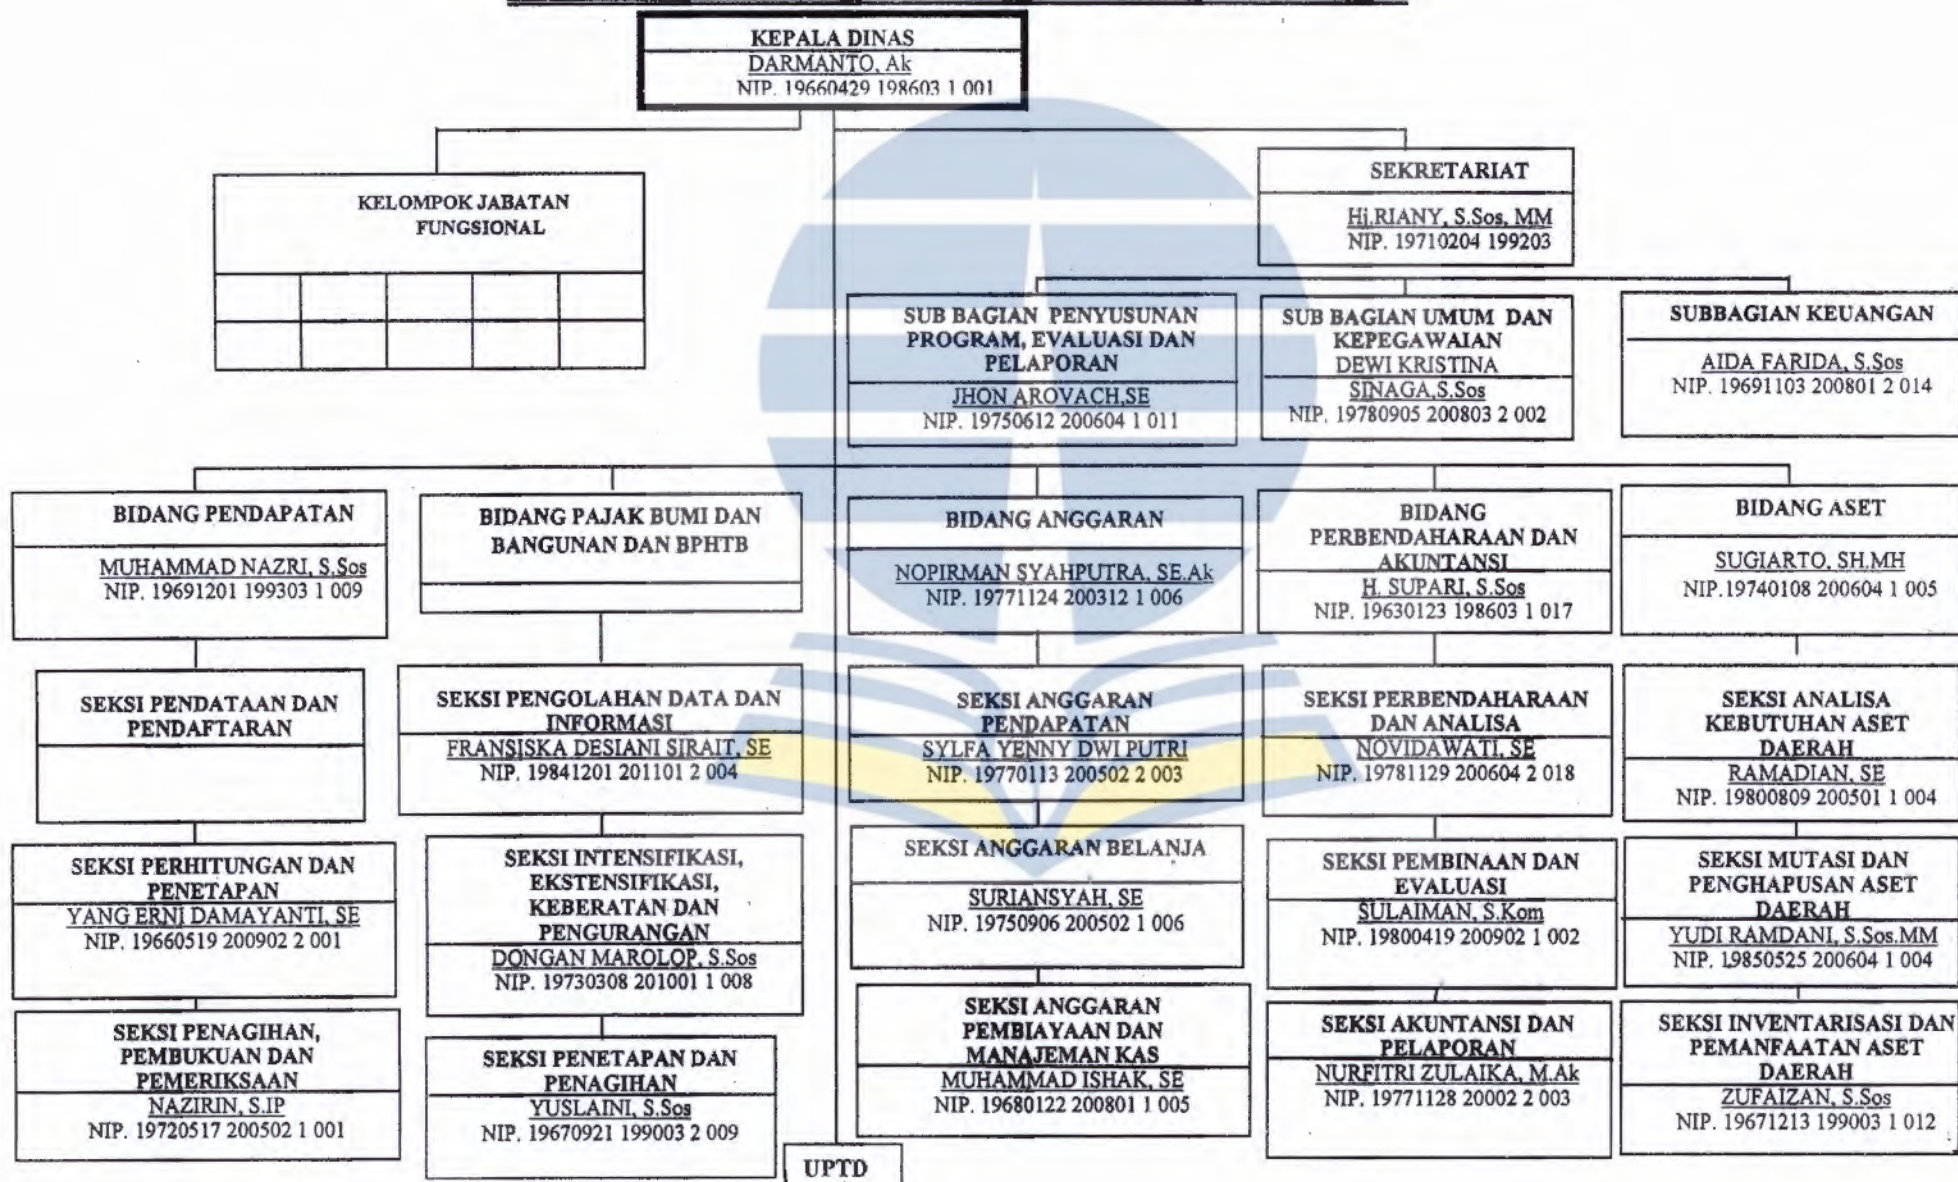 KEPALA DINAS
DARMANTO, Ak
NIP. 19660429 198603 1 001
KELOMPOK JABATAN
FUNGSIONAL
SEKRETARIAT
Hj.RIANY, S.Sos, MM
NIP. 19710204 199203
SUB BAGIAN PENYUSUNAN
PROGRAM, EVALUASI DAN
PELAPORAN
JHON AROVACH,SE
NIP. 19750612 200604 1 011
SUB BAGIAN UMUM DAN
KEPEGAWAIAN
DEWI KRISTINA
SINAGA,S.Sos
NIP. 19780905 200803 2 002
SUBBAGIAN KEUANGAN
AIDA FARIDA, S.Sos
NIP. 19691103 200801 2 014
BIDANG PENDAPATAN
MUHAMMAD NAZRI, S.Sos
NIP. 19691201 199303 1 009
BIDANG PAJAK BUMI DAN
BANGUNAN DAN BPHTB
BIDANG ANGGARAN
NOPIRMAN SYAHPUTRA, SE.Ak
NIP. 19771124 200312 1 006
BIDANG
PERBENDAHARAAN DAN
AKUNTANSI
H. SUPARI, S.Sos
NIP. 19630123 198603 1 017
BIDANG ASET
SUGIARTO, SH.MH
NIP.19740108 200604 1 005
SEKSI PENDATAAN DAN
PENDAFTARAN
SEKSI PENGOLAHAN DATA DAN
INFORMASI
FRANSISKA DESIANI SIRAIT, SE
NIP. 19841201 201101 2 004
SEKSI ANGGARAN
PENDAPATAN
SYLFA YENNY DWI PUTRI
NIP. 19770113 200502 2 003
SEKSI PERBENDAHARAAN
DAN ANALISA
NOVIDAWATI, SE
NIP. 19781129 200604 2 018
SEKSI ANALISA
KEBUTUHAN ASET
DAERAH
RAMADIAN, SE
NIP. 19800809 200501 1 004
SEKSI PERHITUNGAN DAN
PENETAPAN
YANG ERNI DAMAYANTI, SE
NIP. 19660519 200902 2 001
SEKSI INTENSIFIKASI,
EKSTENSIFIKASI,
KEBERATAN DAN
PENGURANGAN
DONGAN MAROLOP, S.Sos
NIP. 19730308 201001 1 008
SEKSI ANGGARAN BELANJA
SURIANSYAH, SE
NIP. 19750906 200502 1 006
SEKSI PEMBINAAN DAN
EVALUASI
SULAIMAN, S.Kom
NIP. 19800419 200902 1 002
SEKSI MUTASI DAN
PENGHAPUSAN ASET
DAERAH
YUDI RAMDANI, S.Sos.MM
NIP. 19850525 200604 1 004
SEKSI PENAGIHAN,
PEMBUKUAN DAN
PEMERIKSAAN
NAZIRIN, S.IP
NIP. 19720517 200502 1 001
SEKSI PENETAPAN DAN
PENAGIHAN
YUSLAINI, S.Sos
NIP. 19670921 199003 2 009
SEKSI ANGGARAN
PEMBIAYAAN DAN
MANAJEMAN KAS
MUHAMMAD ISHAK, SE
NIP. 19680122 200801 1 005
SEKSI AKUNTANSI DAN
PELAPORAN
NURFITRI ZULAIKA, M.Ak
NIP. 19771128 20002 2 003
SEKSI INVENTARISASI DAN
PEMANFAATAN ASET
DAERAH
ZUFAIZAN, S.Sos
NIP. 19671213 199003 1 012
UPTD